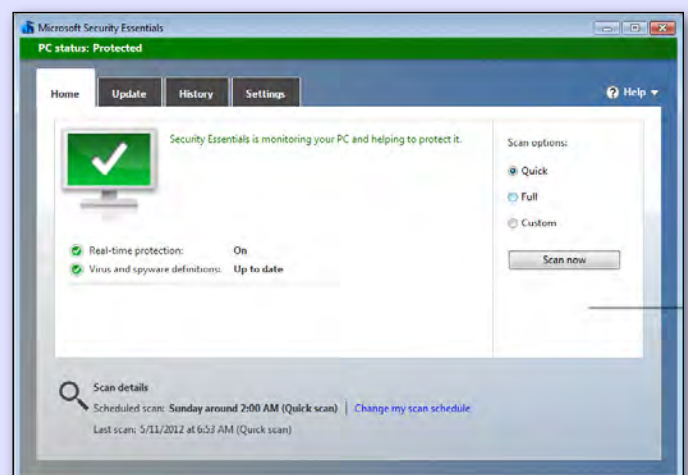 Microsoft Security Essentials
PC status: Protected
Home Update History Settings Help
Security Essentials is monitoring your PC and helping to protect it.
Scan options:
Quick
Full
Custom
Scan now
Real-time protection: On
Virus and spyware definitions: Up to date
Scan details
Scheduled scan: Sunday around 2:00 AM (Quick scan) | Change my scan schedule
Last scan: 5/11/2012 at 6:53 AM (Quick scan)